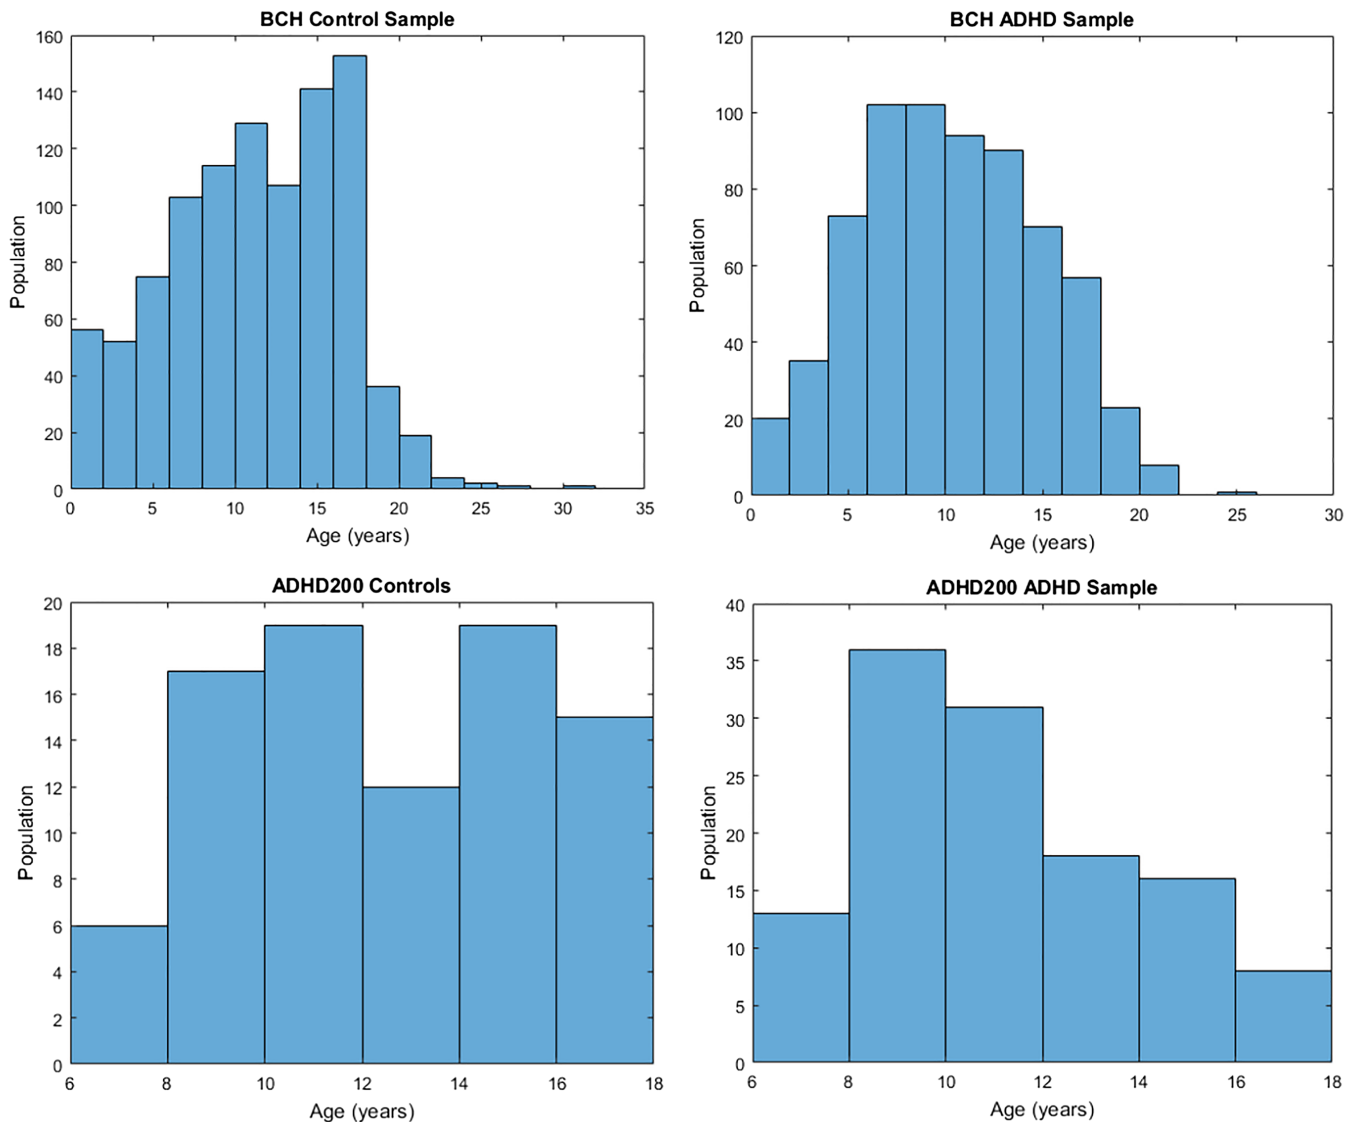 BCH Control Sample
160
140
120
100
80
60
40
20
0
Population
0 5 10 15 20 25 30 35
Age (years)
BCH ADHD Sample
120
100
80
60
40
20
0
Population
0 5 10 15 20 25 30
Age (years)
ADHD200 Controls
20
18
16
14
12
10
8
6
4
2
0
Population
6 8 10 12 14 16 18
Age (years)
ADHD200 ADHD Sample
40
35
30
25
20
15
10
5
0
Population
6 8 10 12 14 16 18
Age (years)